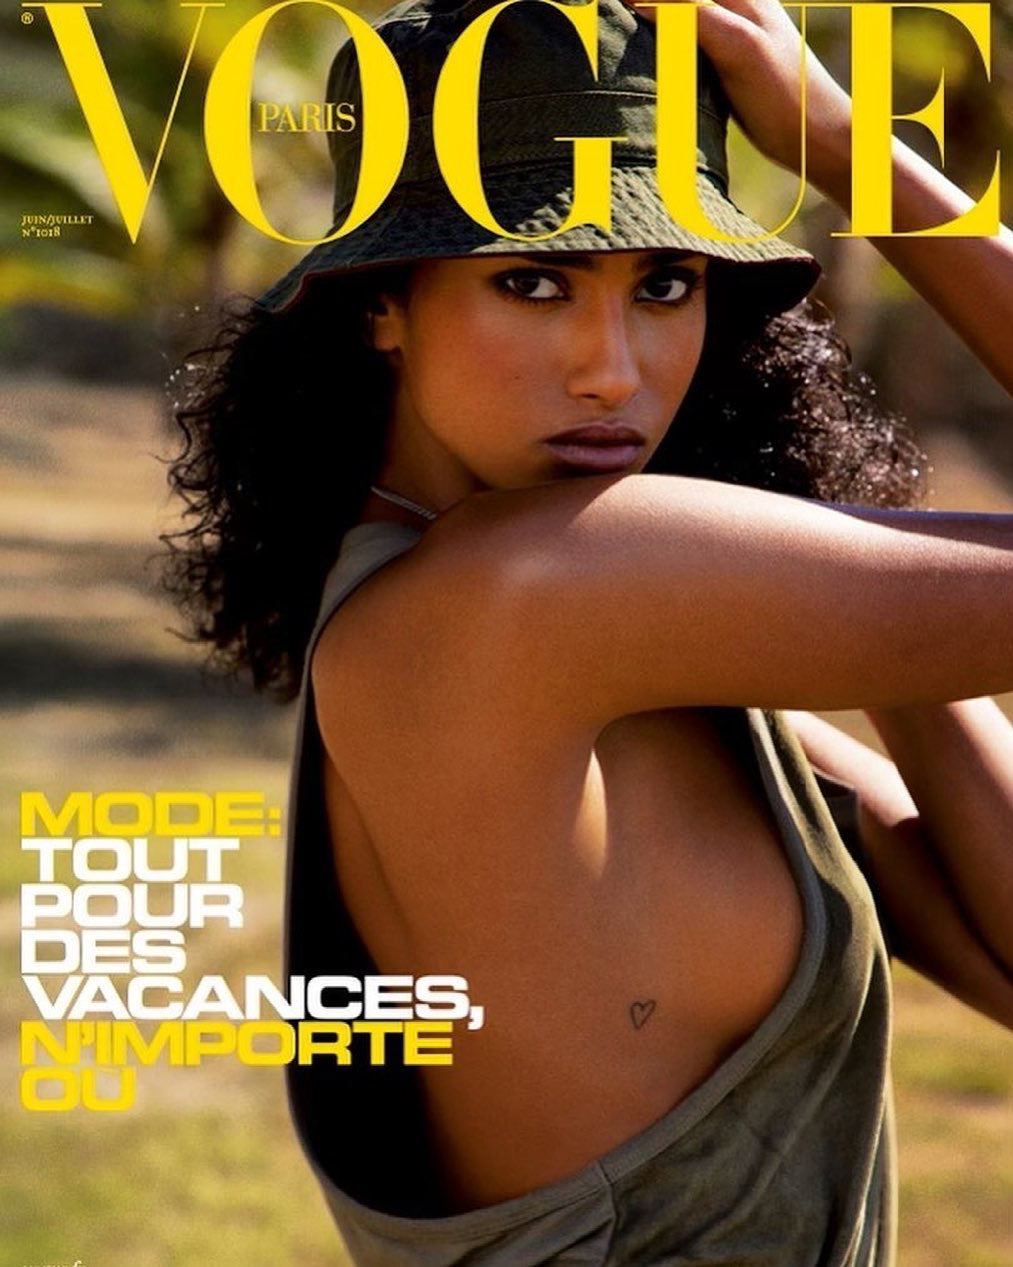 VOGUE
PARIS
®
JUIN/JUILLET
N°1018
MODE:
TOUT
POUR
DES
VACANCES,
N'IMPORTE
OÙ